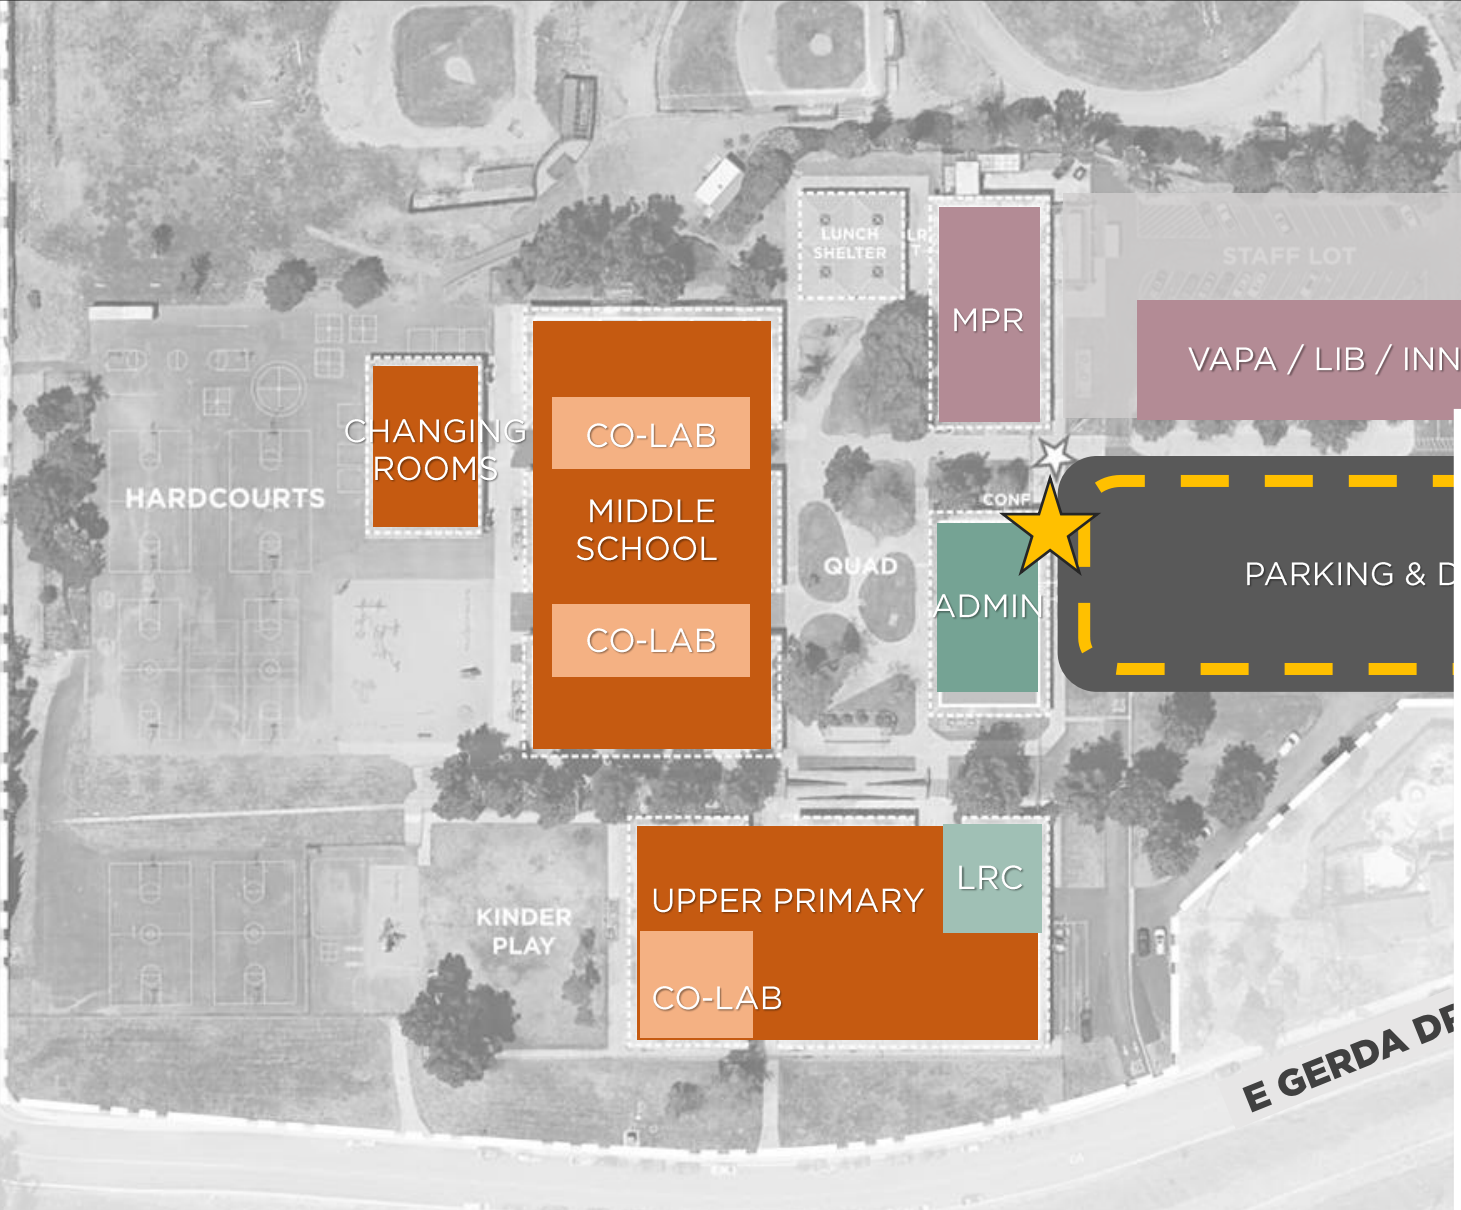 LUNCH
SHELTER
LR
T
STAFF LOT
MPR
VAPA / LIB / INN
CHANGING
ROOMS
CO-LAB
HARDCOURTS
MIDDLE
SCHOOL
CONF
QUAD
PARKING & D
ADMIN
CO-LAB
LRC
UPPER PRIMARY
KINDER
PLAY
CO-LAB
E GERDA DR